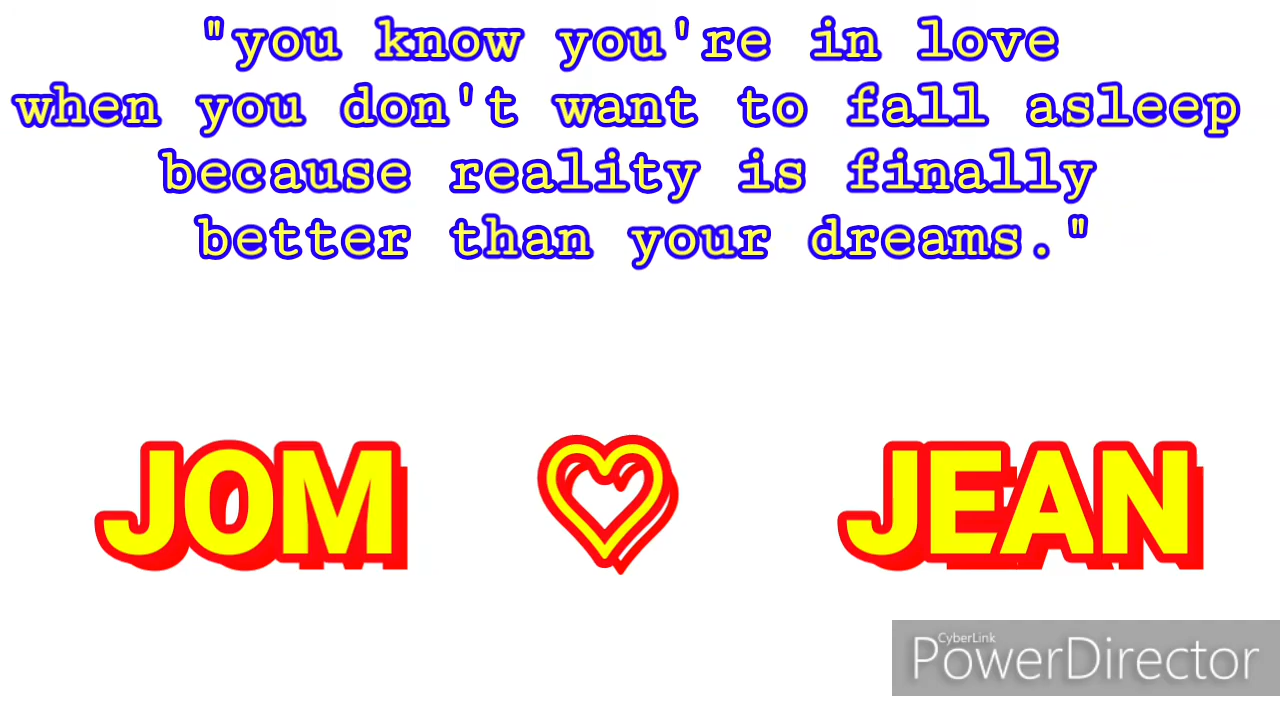 "you know you're in love
when you don't want to fall asleep
because reality is finally
better than your dreams."
JOM JEAN
CyberLink
PowerDirector